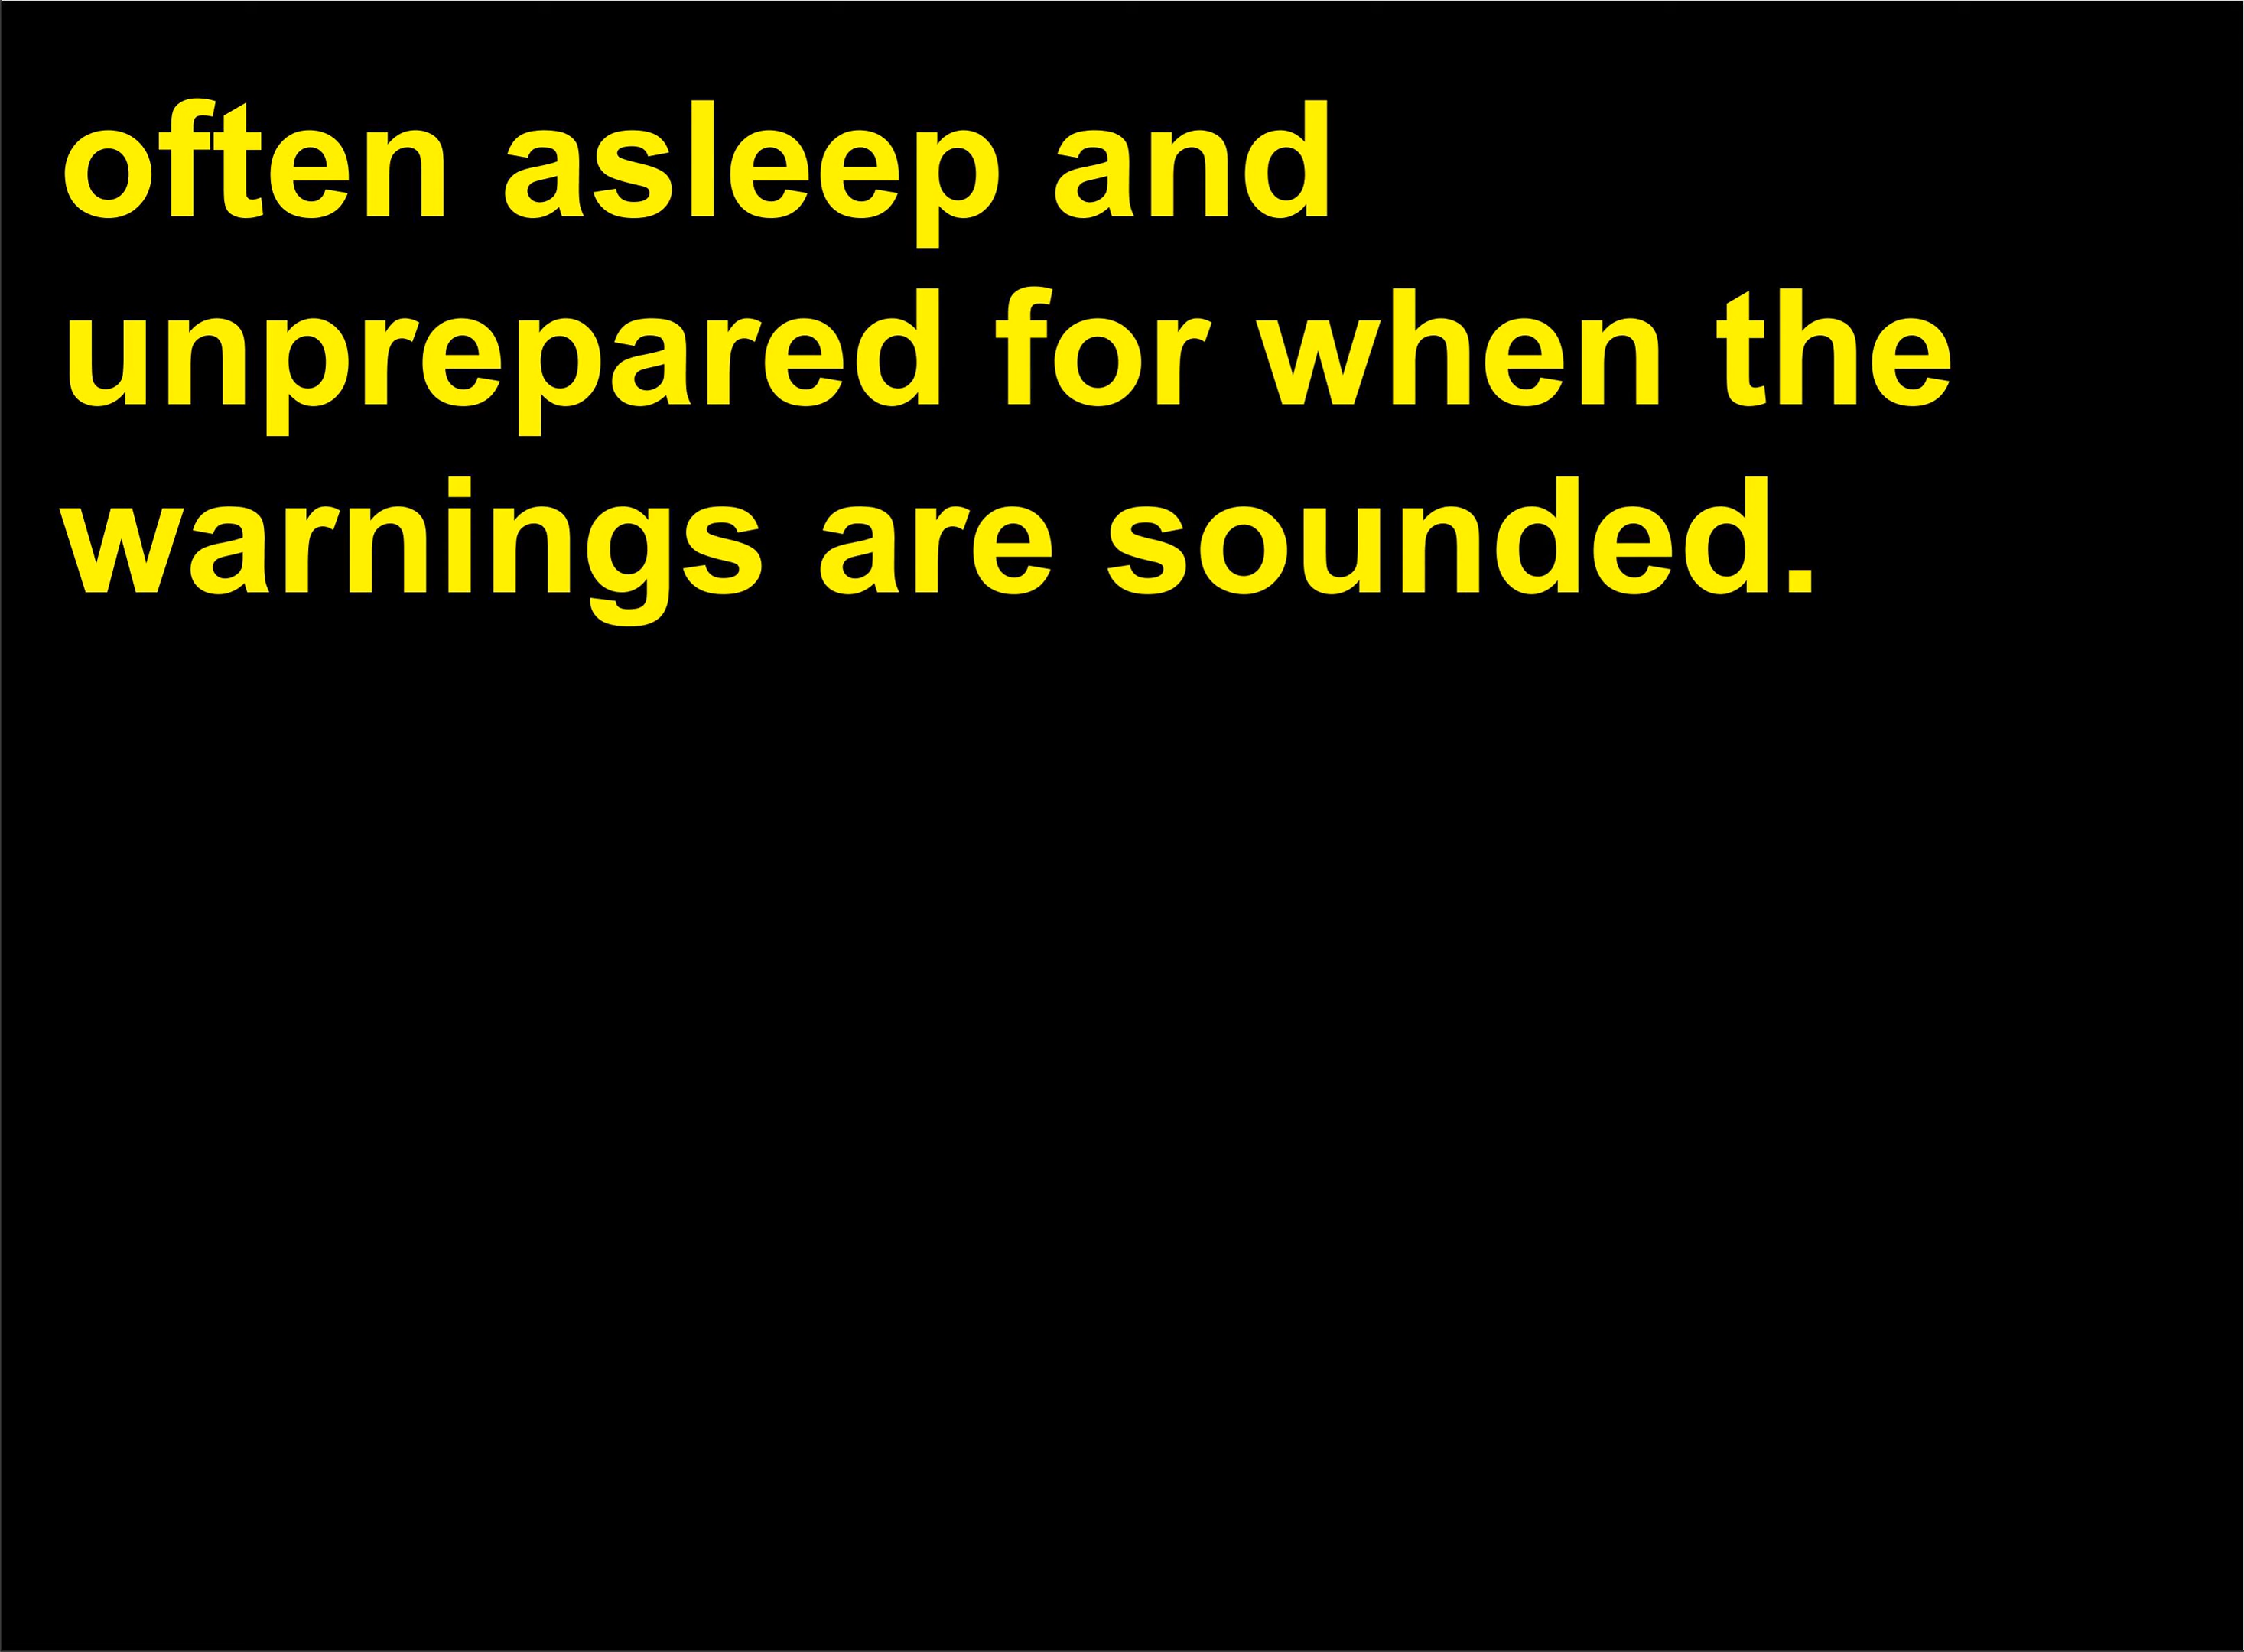 often asleep and
unprepared for when the
warnings are sounded.